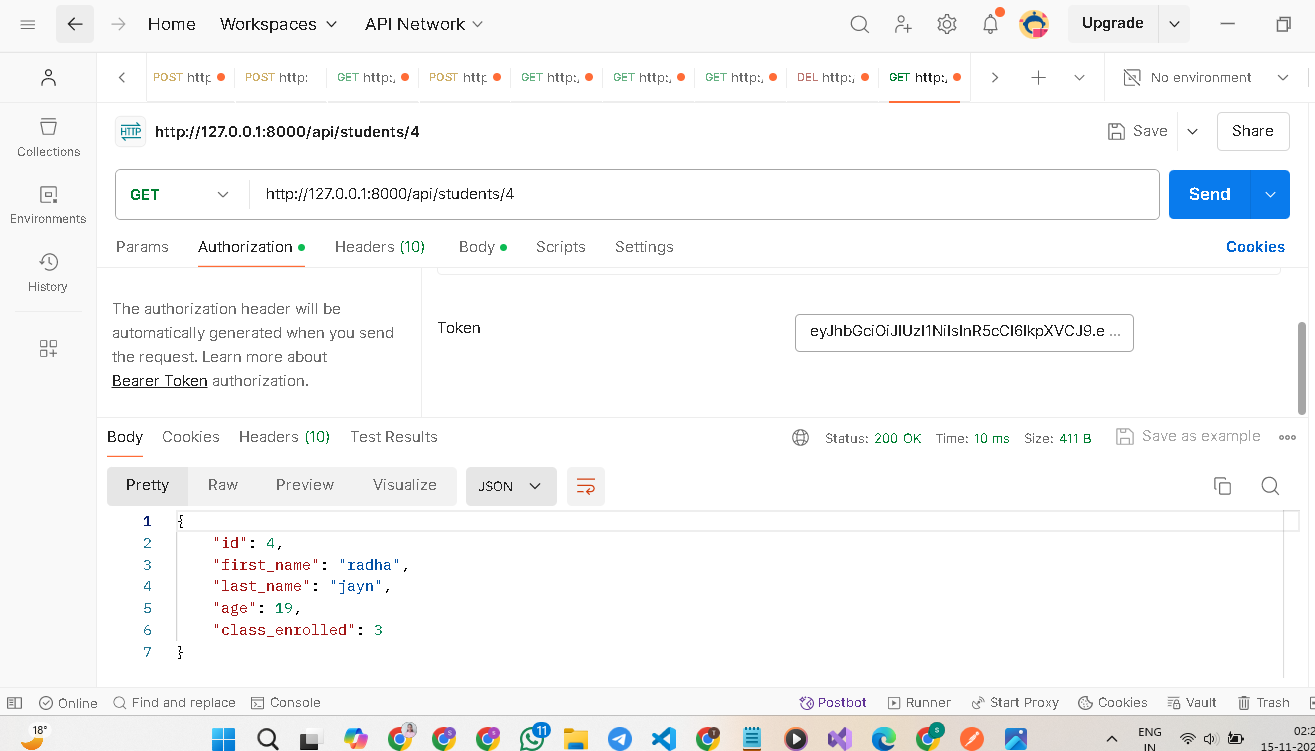 Home Workspaces API Network Upgrade
POST http POST http: GET http:, POST http GET http:, GET http:, GET http:, DEL http:, GET http:, No environment
HTTP http://127.0.0.1:8000/api/students/4 Save Share
GET http://127.0.0.1:8000/api/students/4 Send
Params Authorization Headers (10) Body Scripts Settings Cookies
Collections
Environments
History
The authorization header will be
automatically generated when you send
the request. Learn more about
Bearer Token authorization.
Token
Body Cookies Headers (10) Test Results Status: 200 OK Time: 10 ms Size: 411 B Save as example
Pretty Raw Preview Visualize JSON
1 {
2 "id": 4,
3 "first_name": "radha",
4 "last_name": "jayn",
5 "age": 19,
6 "class_enrolled": 3
7 }
Online Find and replace Console Postbot Runner Start Proxy Cookies Vault Trash
18° 11 ENG
IN 15-11-20